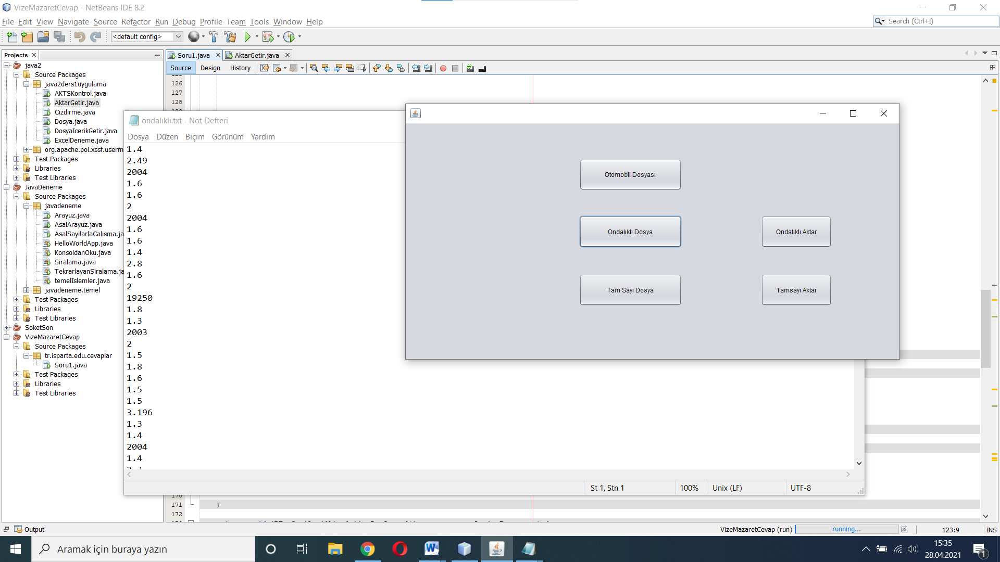 VizeMazaretCevap - NetBeans IDE 8.2
File Edit View Navigate Source Refactor Run Debug Profile Team Tools Window Help
Search (Ctrl+I)
<default config>
Projects
java2
Source Packages
java2ders1uygulama
AKTSKontrol.java
AktarGetir.java
Cizdirme.java
Dosya.java
DosyaIcerikGetir.java
ExcelDeneme.java
org.apache.poi.xssf.userm
Test Packages
Libraries
Test Libraries
JavaDeneme
Source Packages
javadeneme
Arayuz.java
AsalArayuz.java
AsalSayılarlaCalısma.ja
HelloWorldApp.java
KonsoldanOku.java
Siralama.java
TekrarlayanSiralama.ja
temelIslemler.java
javadeneme.temel
Test Packages
Libraries
Test Libraries
SoketSon
VizeMazaretCevap
Source Packages
tr.isparta.edu.cevaplar
Soru1.java
Test Packages
Libraries
Test Libraries
Soru1.java
AktarGetir.java
Source Design History
126
127
128
ondalıklı.txt - Not Defteri
Dosya Düzen Biçim Görünüm Yardım
1.4
2.49
2004
1.6
1.6
2
2004
1.6
1.6
1.4
2.8
1.6
2
19250
1.8
1.3
2003
2
1.5
1.8
1.6
1.5
1.5
3.196
1.3
1.4
2004
1.4
St 1, Stn 1
100%
Unix (LF)
UTF-8
Otomobil Dosyası
Ondalıklı Dosya
Ondalıklı Aktar
Tam Sayı Dosya
Tamsayı Aktar
170
171 }
172
Output
VizeMazaretCevap (run)
running...
123:9
INS
Aramak için buraya yazın
15:35
28.04.2021
1